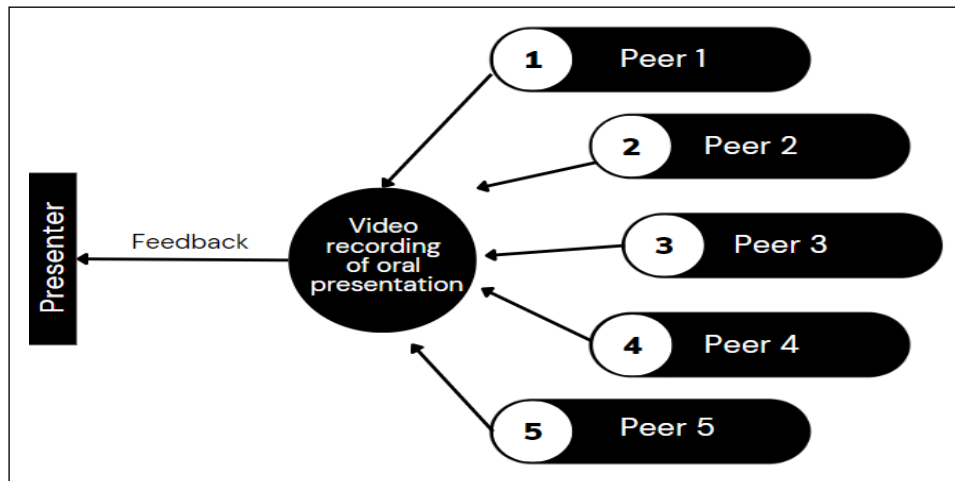 1 Peer 1
2 Peer 2
3 Peer 3
4 Peer 4
5 Peer 5
Video
recording
of oral
presentation
Feedback
Presenter